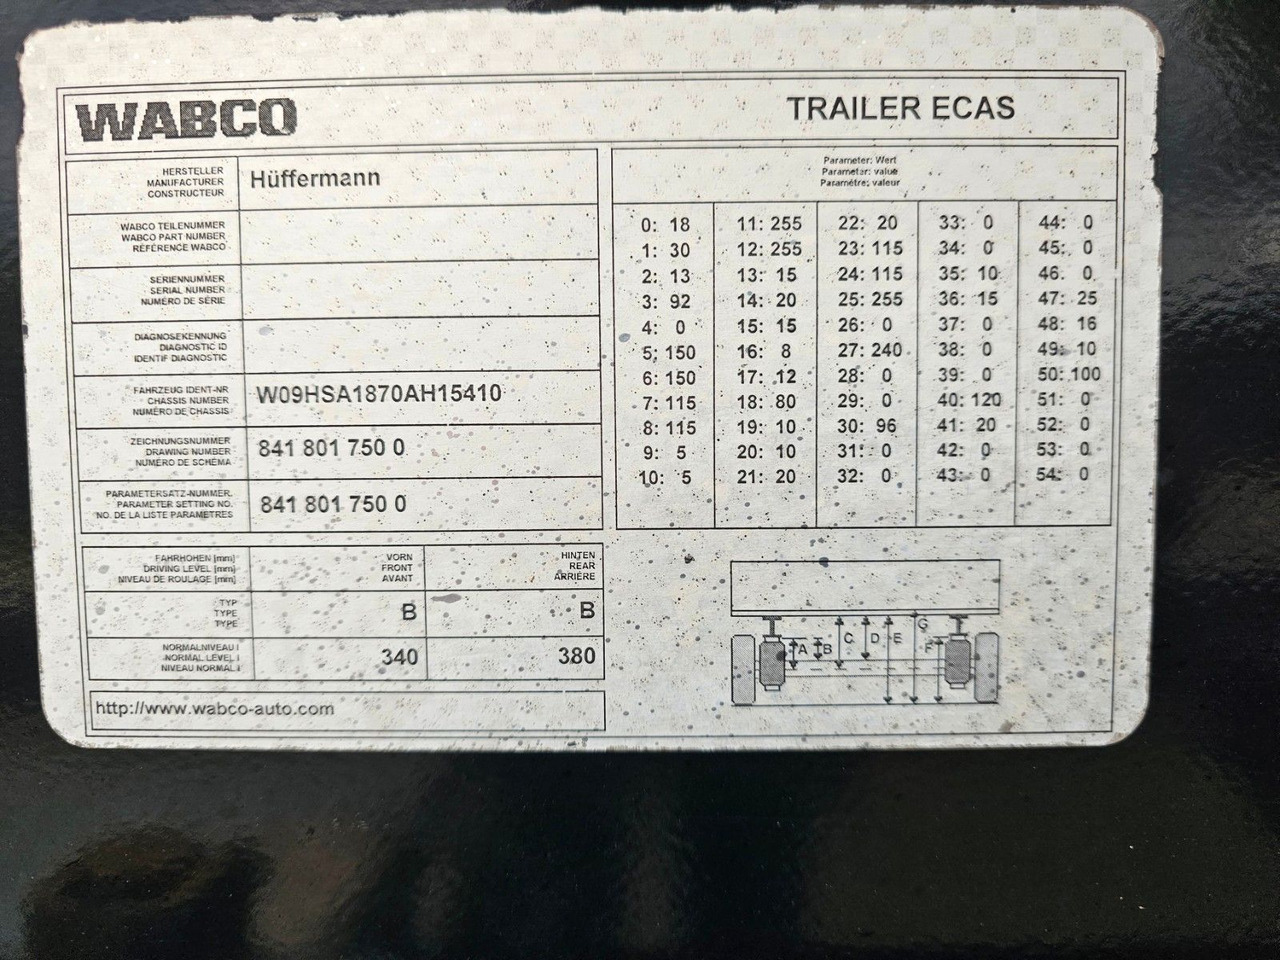 WABCO
TRAILER ECAS
HERSTELLER
MANUFACTURER
CONSTRUCTEUR
Hüffermann
WABCO TEILENUMMER
WABCO PART NUMBER
RÉFÉRENCE WABCO
SERIENNUMMER
SERIAL NUMBER
NUMÉRO DE SÉRIE
DIAGNOSEKENNUNG
DIAGNOSTIC ID
IDENTIF DIAGNOSTIC
FAHRZEUG IDENT-NR
CHASSIS NUMBER
NUMÉRO DE CHASSIS
W09HSA1870AH15410
ZEICHNUNGSNUMMER
DRAWING NUMBER
NUMÉRO DE SCHÉMA
841 801 750 0
PARAMETERSATZ-NUMMER.
PARAMETER SETTING NO.
NO. DE LA LISTE PARAMETRES
841 801 750 0
FAHRHÖHEN [mm]
DRIVING LEVEL [mm]
NIVEAU DE ROULAGE [mm]
VORN
FRONT
AVANT
HINTEN
REAR
ARRIÈRE
TYP
TYPE
TYPE
B
B
NORMALNIVEAU I
NORMAL LEVEL I
NIVEAU NORMAL I
340
380
http://www.wabco-auto.com
Parameter: Wert
Parameter: value
Paramètre: valeur
0: 18
1: 30
2: 13
3: 92
4: 0
5: 150
6: 150
7: 115
8: 115
9: 5
10: 5
11: 255
12: 255
13: 15
14: 20
15: 15
16: 8
17: 12
18: 80
19: 10
20: 10
21: 20
22: 20
23: 115
24: 115
25: 255
26: 0
27: 240
28: 0
29: 0
30: 96
31: 0
32: 0
33: 0
34: 0
35: 10
36: 15
37: 0
38: 0
39: 0
40: 120
41: 20
42: 0
43: 0
44: 0
45: 0
46: 0
47: 25
48: 16
49: 10
50: 100
51: 0
52: 0
53: 0
54: 0
A B C D E G F